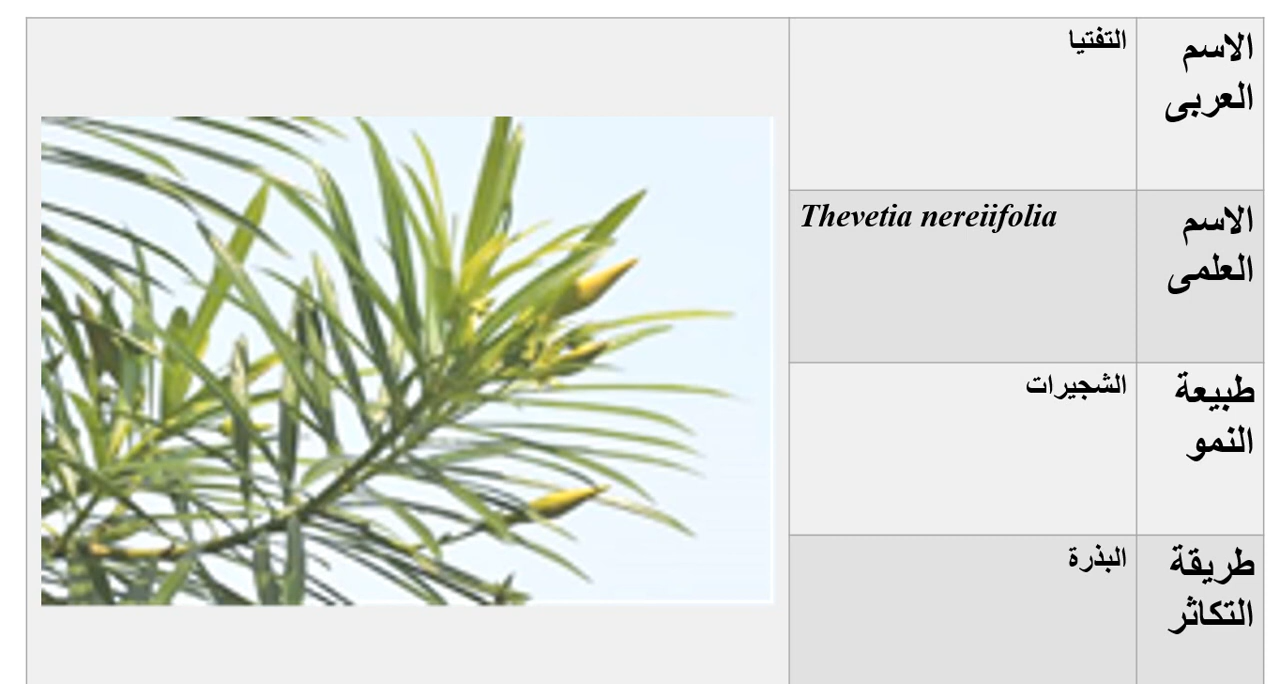 الاسم
العربى
التفتيا
الاسم
العلمى
Thevetia nereiifolia
طبيعة
النمو
الشجيرات
طريقة
التكاثر
البذرة